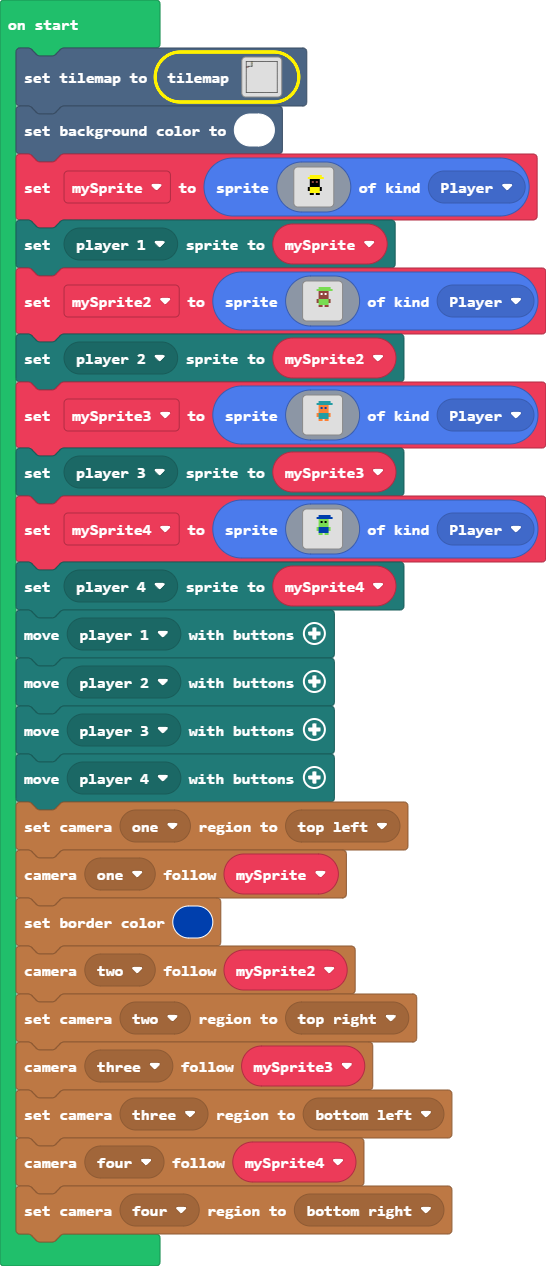 on start
set tilemap to tilemap
set background color to
set mySprite to sprite of kind Player
set player 1 sprite to mySprite
set mySprite2 to sprite of kind Player
set player 2 sprite to mySprite2
set mySprite3 to sprite of kind Player
set player 3 sprite to mySprite3
set mySprite4 to sprite of kind Player
set player 4 sprite to mySprite4
move player 1 with buttons
move player 2 with buttons
move player 3 with buttons
move player 4 with buttons
set camera one region to top left
camera one follow mySprite
set border color
camera two follow mySprite2
set camera two region to top right
camera three follow mySprite3
set camera three region to bottom left
camera four follow mySprite4
set camera four region to bottom right